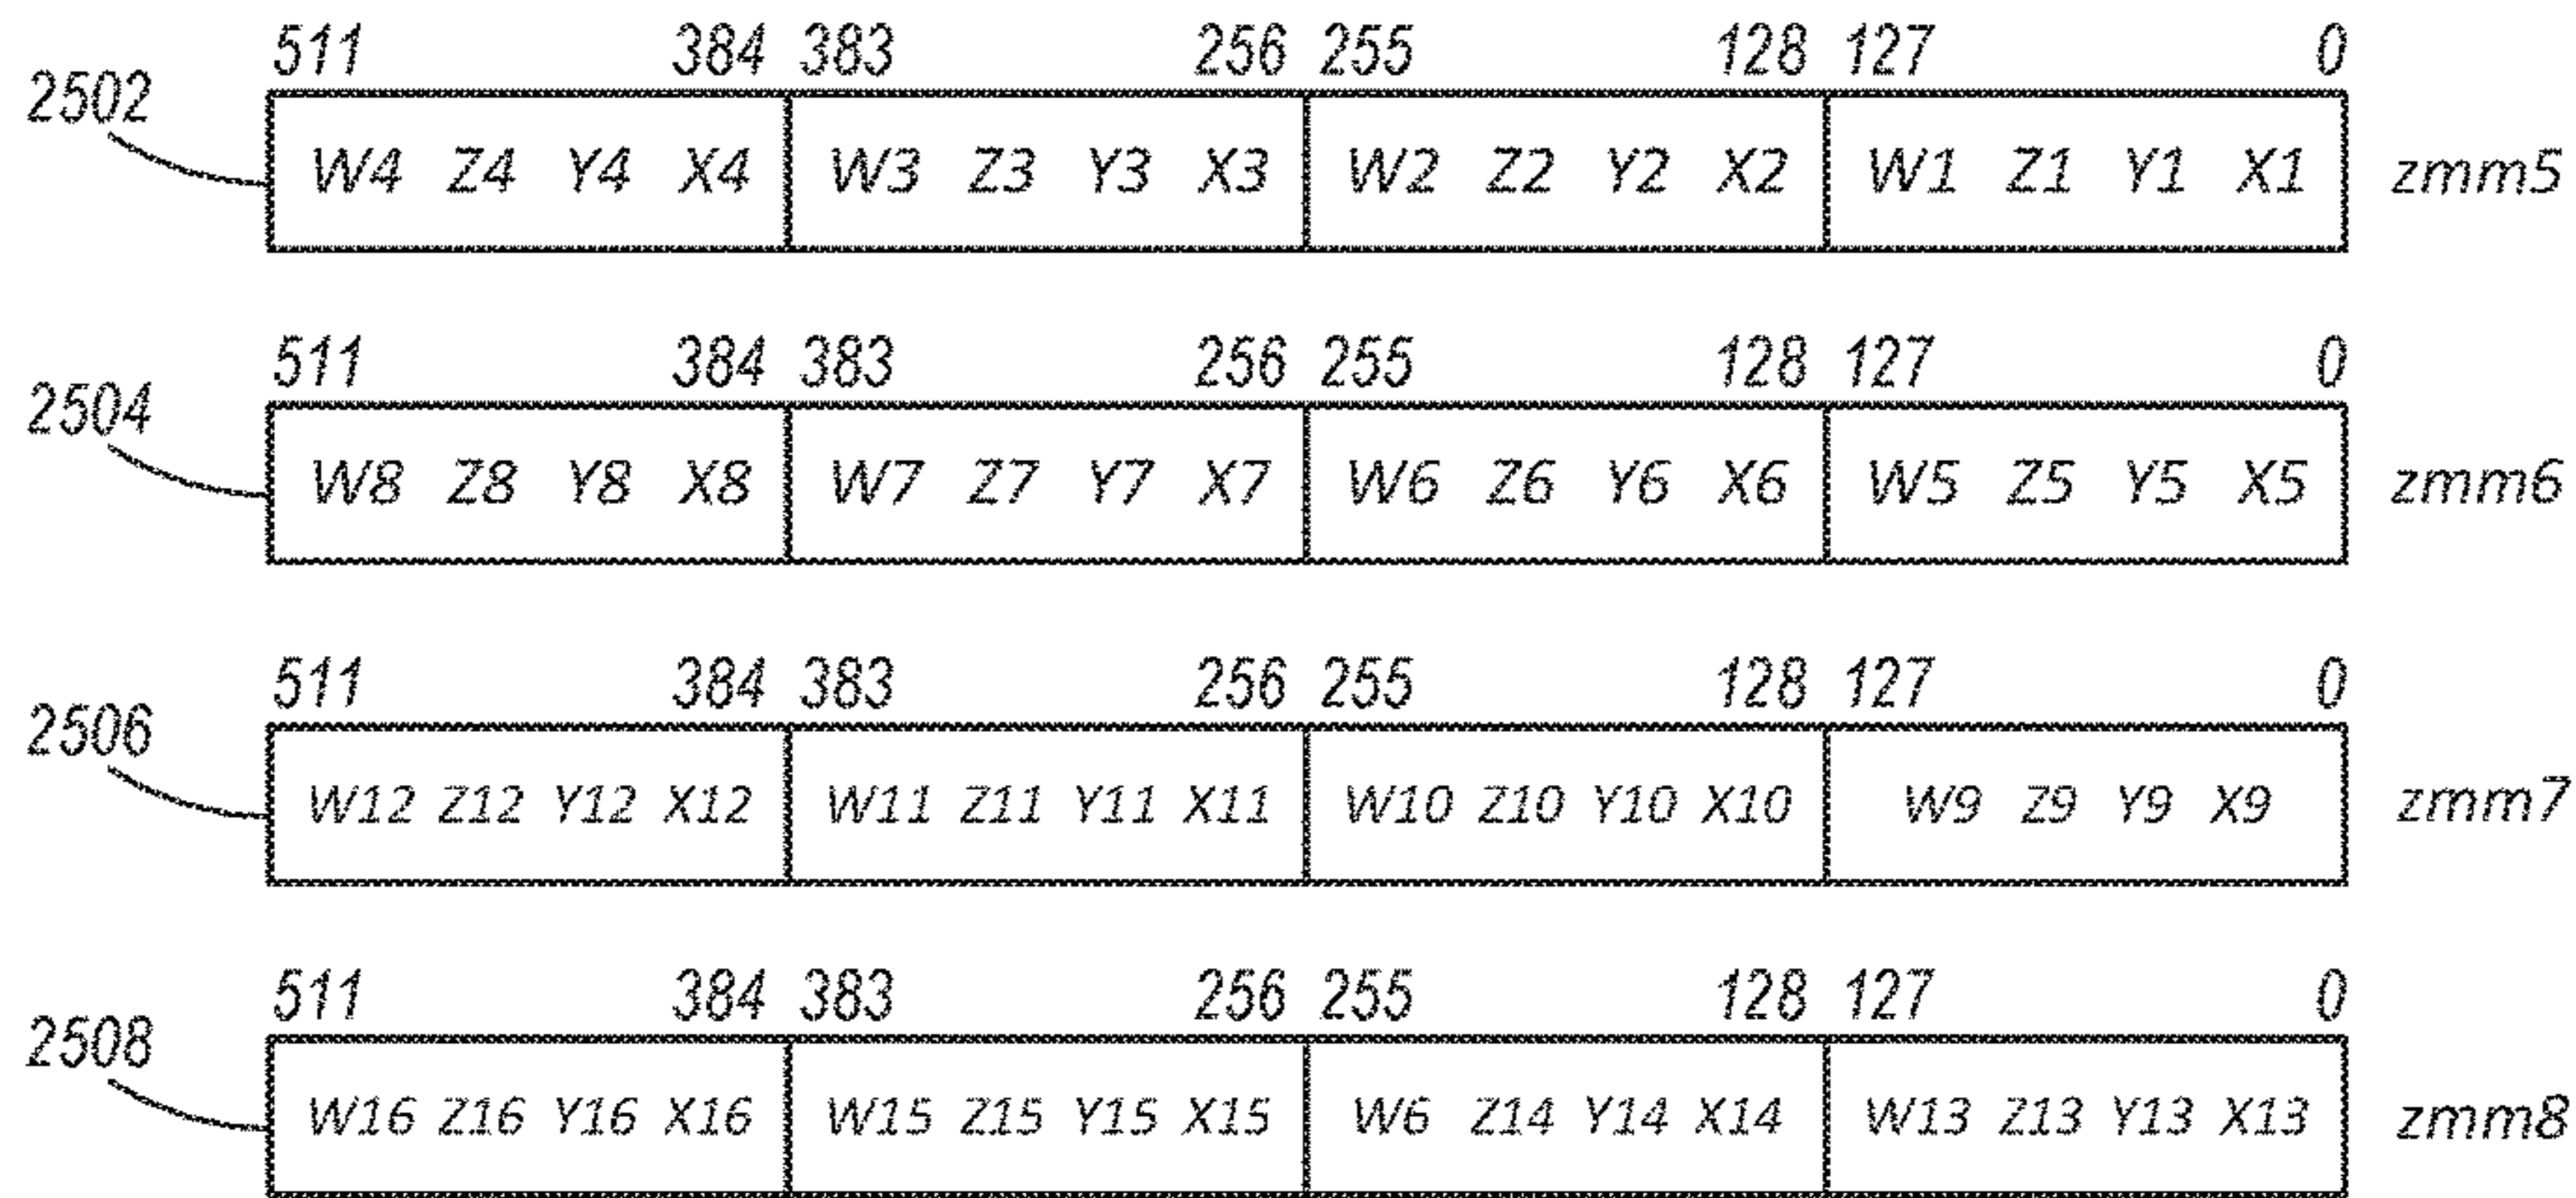 511 384 383 256 255 128 127 0
2502
W4 Z4 Y4 X4 W3 Z3 Y3 X3 W2 Z2 Y2 X2 W1 Z1 Y1 X1 zmm5
511 384 383 256 255 128 127 0
2504
W8 Z8 Y8 X8 W7 Z7 Y7 X7 W6 Z6 Y6 X6 W5 Z5 Y5 X5 zmm6
511 384 383 256 255 128 127 0
2506
W12 Z12 Y12 X12 W11 Z11 Y11 X11 W10 Z10 Y10 X10 W9 Z9 Y9 X9 zmm7
511 384 383 256 255 128 127 0
2508
W16 Z16 Y16 X16 W15 Z15 Y15 X15 W6 Z14 Y14 X14 W13 Z13 Y13 X13 zmm8